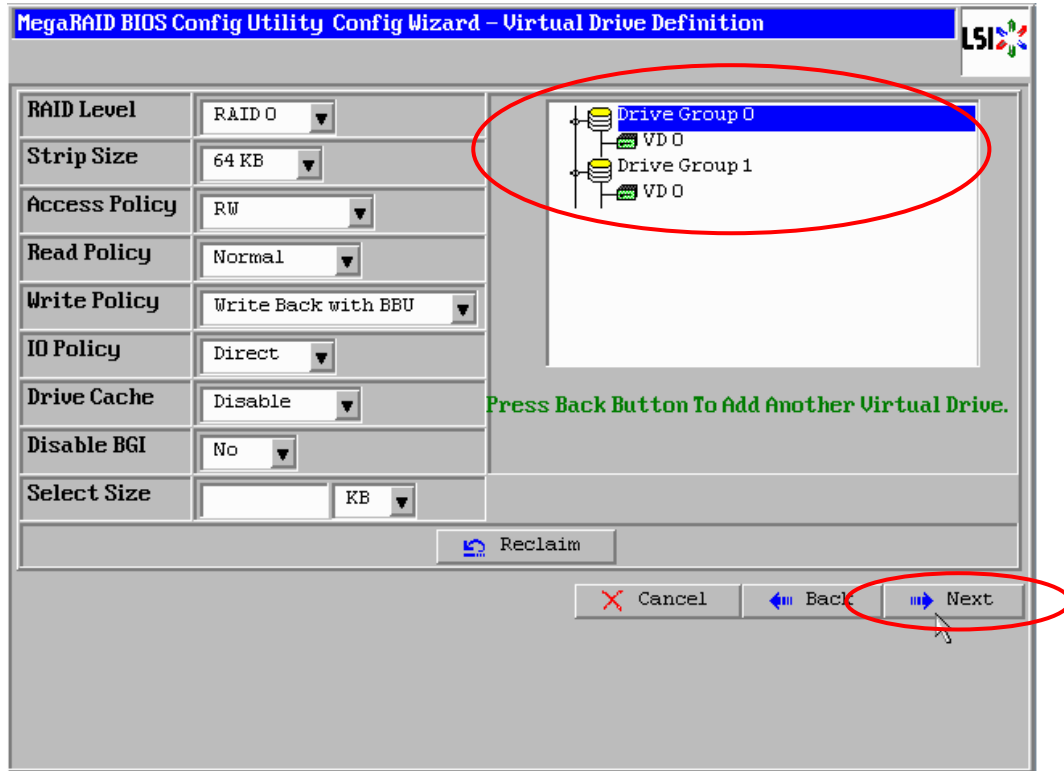 MegaRAID BIOS Config Utility Config Wizard – Virtual Drive Definition
LSI
RAID Level
RAID 0
Strip Size
64 KB
Access Policy
RW
Read Policy
Normal
Write Policy
Write Back with BBU
IO Policy
Direct
Drive Cache
Disable
Disable BGI
No
Select Size
KB
Drive Group 0
VD 0
Drive Group 1
VD 0
Press Back Button To Add Another Virtual Drive.
Reclaim
Cancel
Back
Next